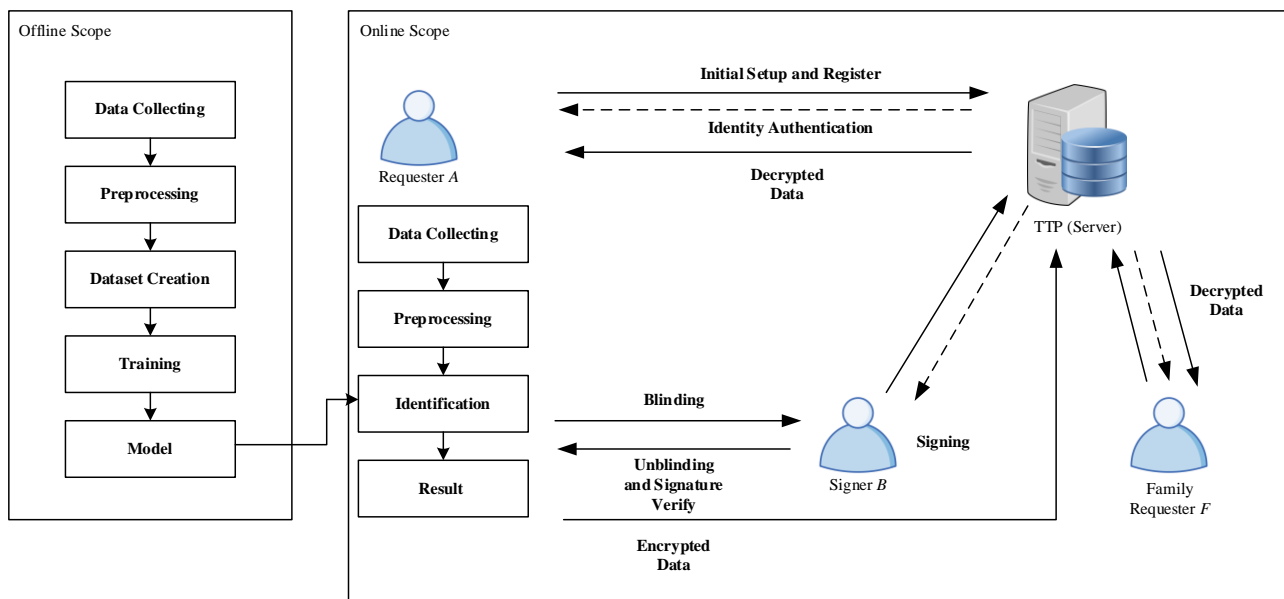 Offline Scope
Data Collecting
Preprocessing
Dataset Creation
Training
Model
Online Scope
Requester A
Data Collecting
Preprocessing
Identification
Result
Initial Setup and Register
Identity Authentication
Decrypted
Data
TTP (Server)
Decrypted
Data
Blinding
Unblinding
and Signature
Verify
Signer B
Signing
Family
Requester F
Encrypted
Data